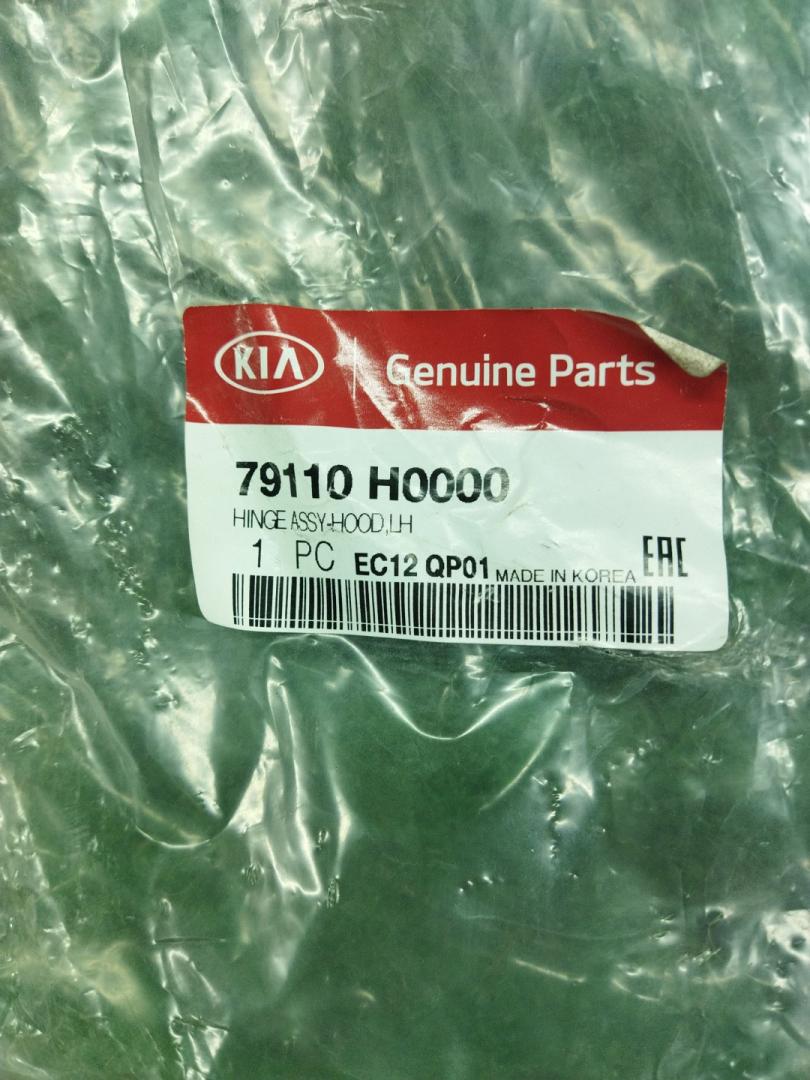 KIA Genuine Parts
79110 H0000
HINGE ASSY-HOOD,LH
1 PC EC12 QP01 MADE IN KOREA EAC